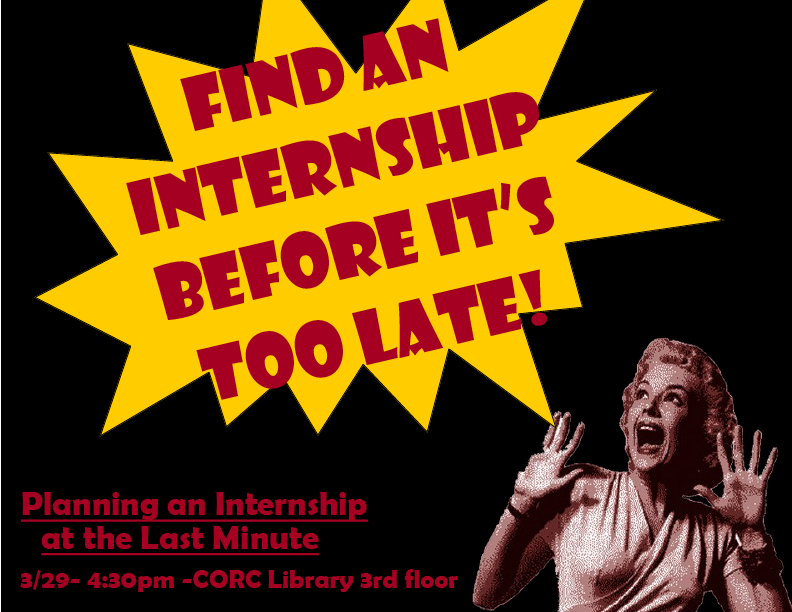 FIND AN
INTERNSHIP
BEFORE IT'S
TOO LATE!
Planning an Internship
at the Last Minute
3/29- 4:30pm -CORC Library 3rd floor